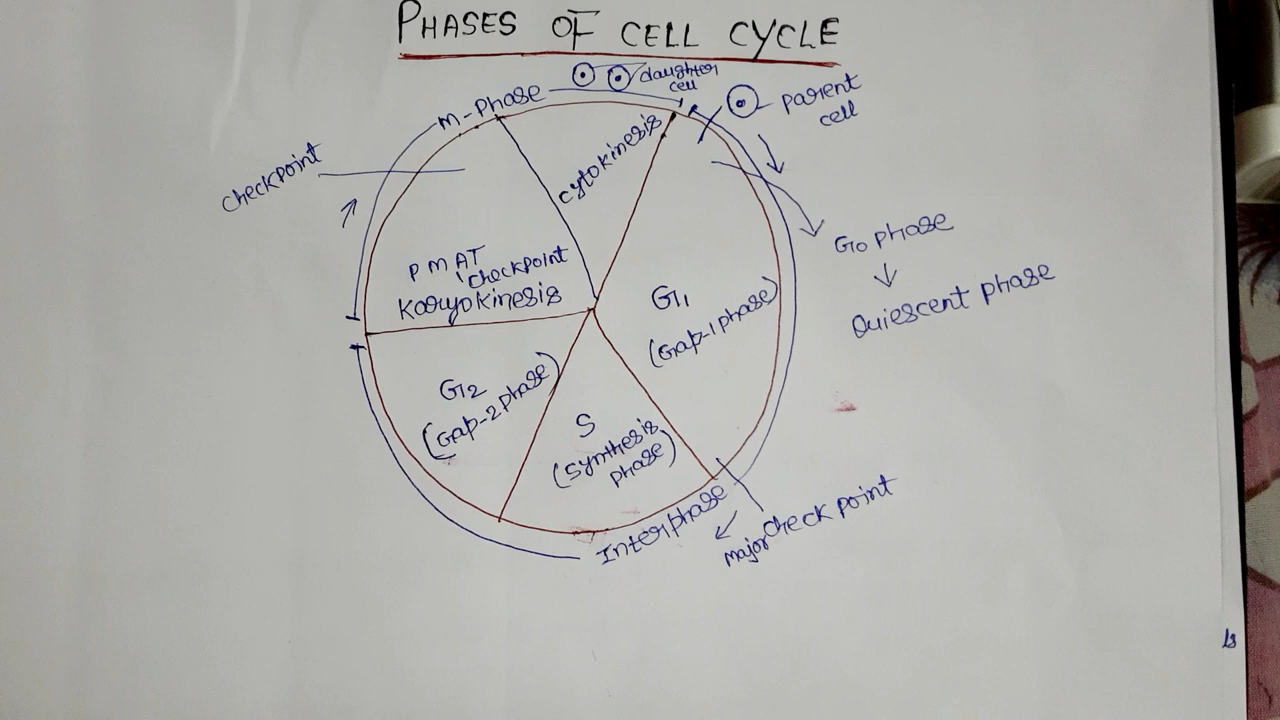 PHASES OF CELL CYCLE
daughter
cell
M-Phase
parent
cell
checkpoint
cytokinesis
G0 phase
Quiescent phase
PMAT
checkpoint
Karyokinesis
G1
(Gap-1 phase)
G2
(Gap-2 phase)
S
(Synthesis
phase)
Interphase
Major check point